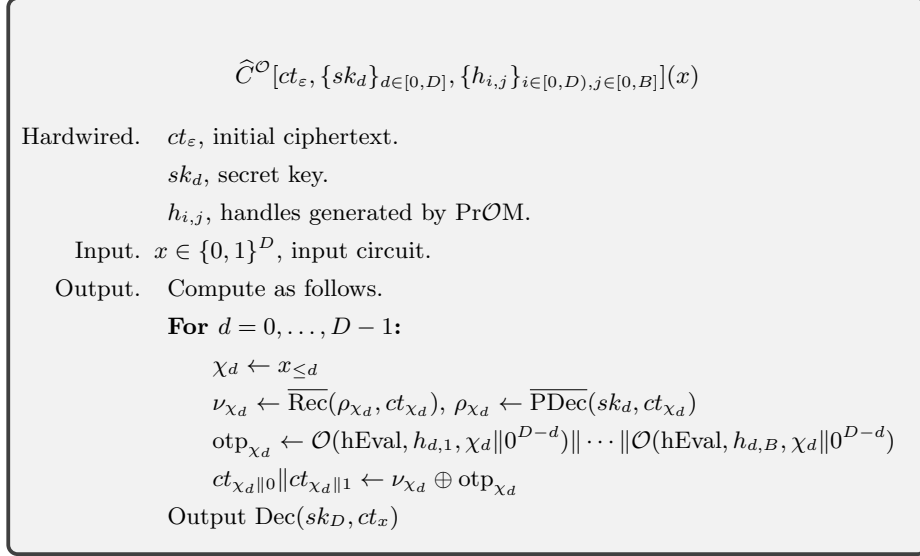 Ĉ^𝒪[ct_ε, {sk_d}_{d∈[0,D]}, {h_{i,j}}_{i∈[0,D),j∈[0,B]}](x)
Hardwired. ct_ε, initial ciphertext.
sk_d, secret key.
h_{i,j}, handles generated by Pr𝒪M.
Input. x ∈ {0, 1}^D, input circuit.
Output. Compute as follows.
For d = 0, . . . , D − 1:
χ_d ← x_{≤d}
ν_{χ_d} ← \overline{Rec}(ρ_{χ_d}, ct_{χ_d}), ρ_{χ_d} ← \overline{PDec}(sk_d, ct_{χ_d})
otp_{χ_d} ← 𝒪(hEval, h_{d,1}, χ_d‖0^{D−d})‖ · · · ‖𝒪(hEval, h_{d,B}, χ_d‖0^{D−d})
ct_{χ_d‖0}‖ct_{χ_d‖1} ← ν_{χ_d} ⊕ otp_{χ_d}
Output Dec(sk_D, ct_x)